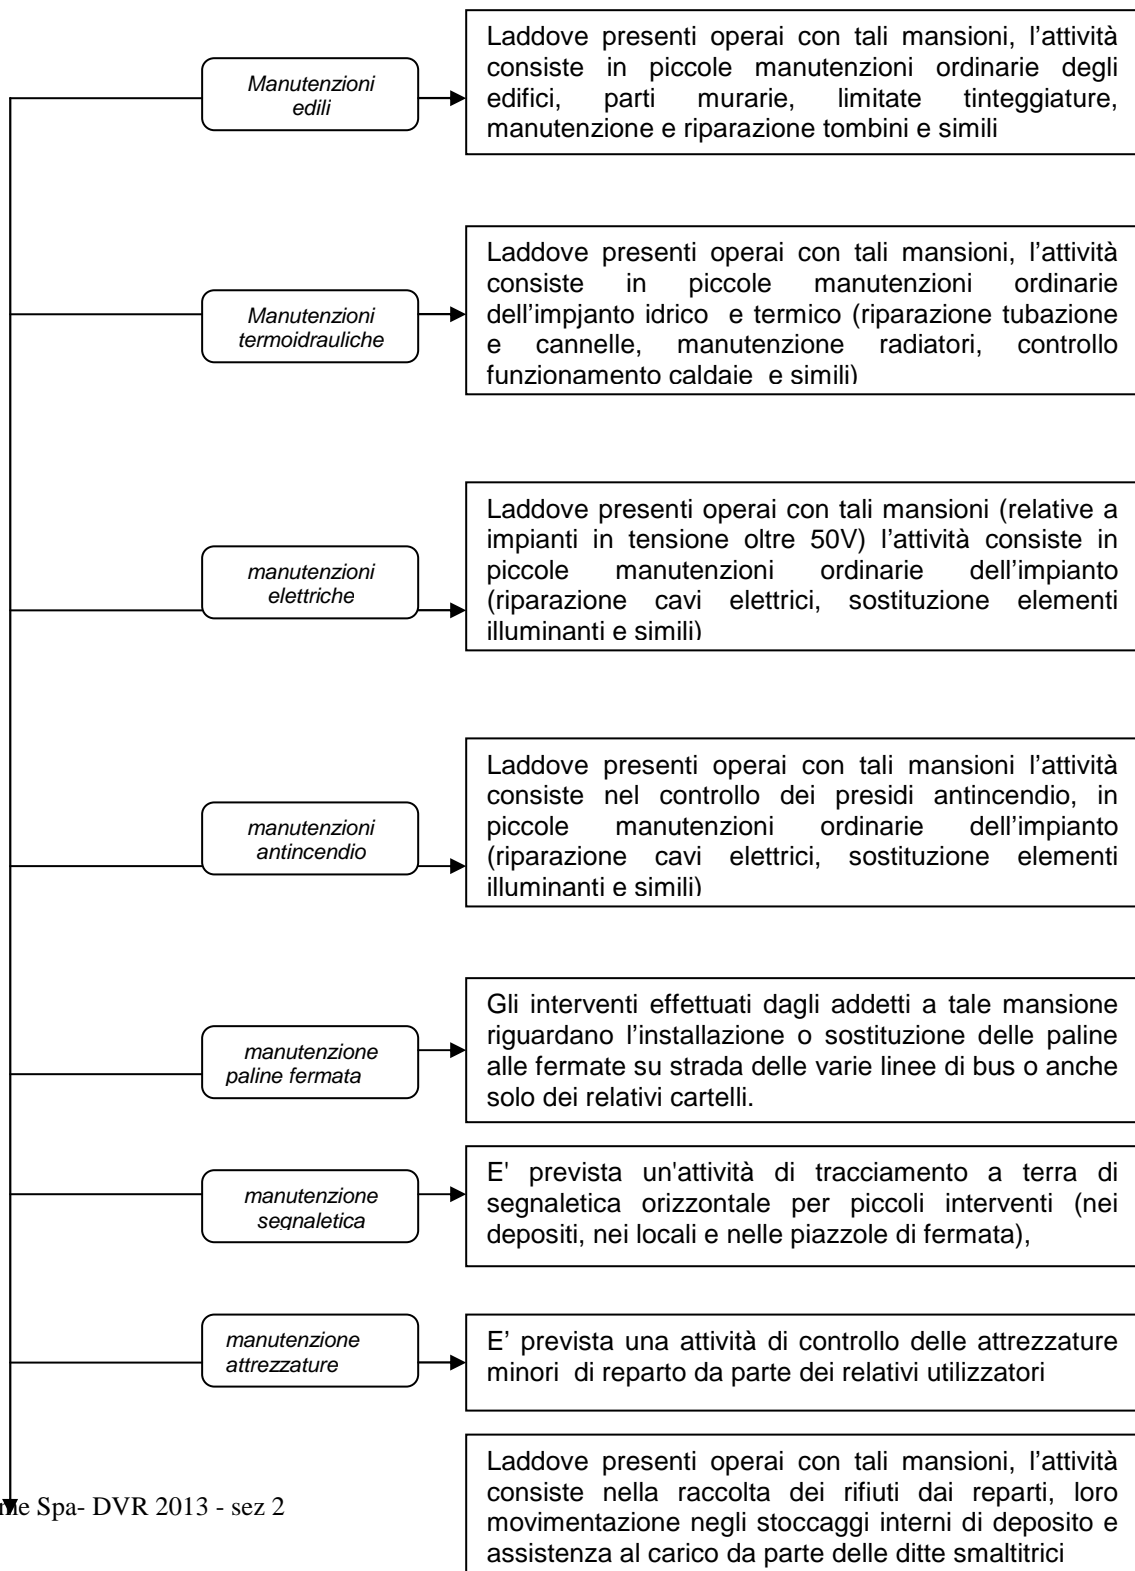 Manutenzioni
edili
Laddove presenti operai con tali mansioni, l’attività
consiste in piccole manutenzioni ordinarie degli
edifici, parti murarie, limitate tinteggiature,
manutenzione e riparazione tombini e simili
Manutenzioni
termoidrauliche
Laddove presenti operai con tali mansioni, l’attività
consiste in piccole manutenzioni ordinarie
dell’impjanto idrico e termico (riparazione tubazione
e cannelle, manutenzione radiatori, controllo
funzionamento caldaie e simili)
manutenzioni
elettriche
Laddove presenti operai con tali mansioni (relative a
impianti in tensione oltre 50V) l’attività consiste in
piccole manutenzioni ordinarie dell’impianto
(riparazione cavi elettrici, sostituzione elementi
illuminanti e simili)
manutenzioni
antincendio
Laddove presenti operai con tali mansioni l’attività
consiste nel controllo dei presidi antincendio, in
piccole manutenzioni ordinarie dell’impianto
(riparazione cavi elettrici, sostituzione elementi
illuminanti e simili)
manutenzione
paline fermata
Gli interventi effettuati dagli addetti a tale mansione
riguardano l’installazione o sostituzione delle paline
alle fermate su strada delle varie linee di bus o anche
solo dei relativi cartelli.
manutenzione
segnaletica
E' prevista un'attività di tracciamento a terra di
segnaletica orizzontale per piccoli interventi (nei
depositi, nei locali e nelle piazzole di fermata),
manutenzione
attrezzature
E’ prevista una attività di controllo delle attrezzature
minori di reparto da parte dei relativi utilizzatori
Laddove presenti operai con tali mansioni, l’attività
consiste nella raccolta dei rifiuti dai reparti, loro
movimentazione negli stoccaggi interni di deposito e
assistenza al carico da parte delle ditte smaltitrici
Spa- DVR 2013 - sez 2